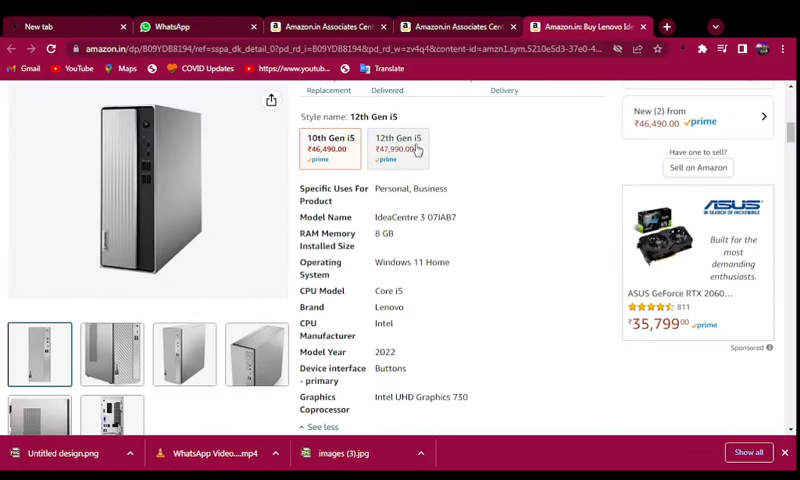 New tab
WhatsApp
Amazon.in Associates Cent
Amazon.in Associates Cent
Amazon.in: Buy Lenovo Ide
amazon.in/dp/B09YDB8194/ref=sspa_dk_detail_0?pd_rd_i=B09YDB8194&pd_rd_w=zv4q4&content-id=amzn1.sym.5210e5d3-37e0-4...
Gmail
YouTube
Maps
COVID Updates
https://www.youtub...
Translate
Replacement
Delivered
Delivery
Style name: 12th Gen i5
10th Gen i5
₹46,490.00
prime
12th Gen i5
₹47,990.00
prime
Specific Uses For Personal, Business
Product
Model Name IdeaCentre 3 07IAB7
RAM Memory 8 GB
Installed Size
Operating Windows 11 Home
System
CPU Model Core i5
Brand Lenovo
CPU Intel
Manufacturer
Model Year 2022
Device interface Buttons
- primary
Graphics Intel UHD Graphics 730
Coprocessor
See less
New (2) from
₹46,490.00 prime
Have one to sell?
Sell on Amazon
ASUS
IN SEARCH OF INCREDIBLE
Built for the
most
demanding
enthusiasts.
ASUS GeForce RTX 2060...
811
₹35,799.00 prime
Sponsored
Lenovo
Untitled design.png
WhatsApp Video....mp4
images (3).jpg
Show all